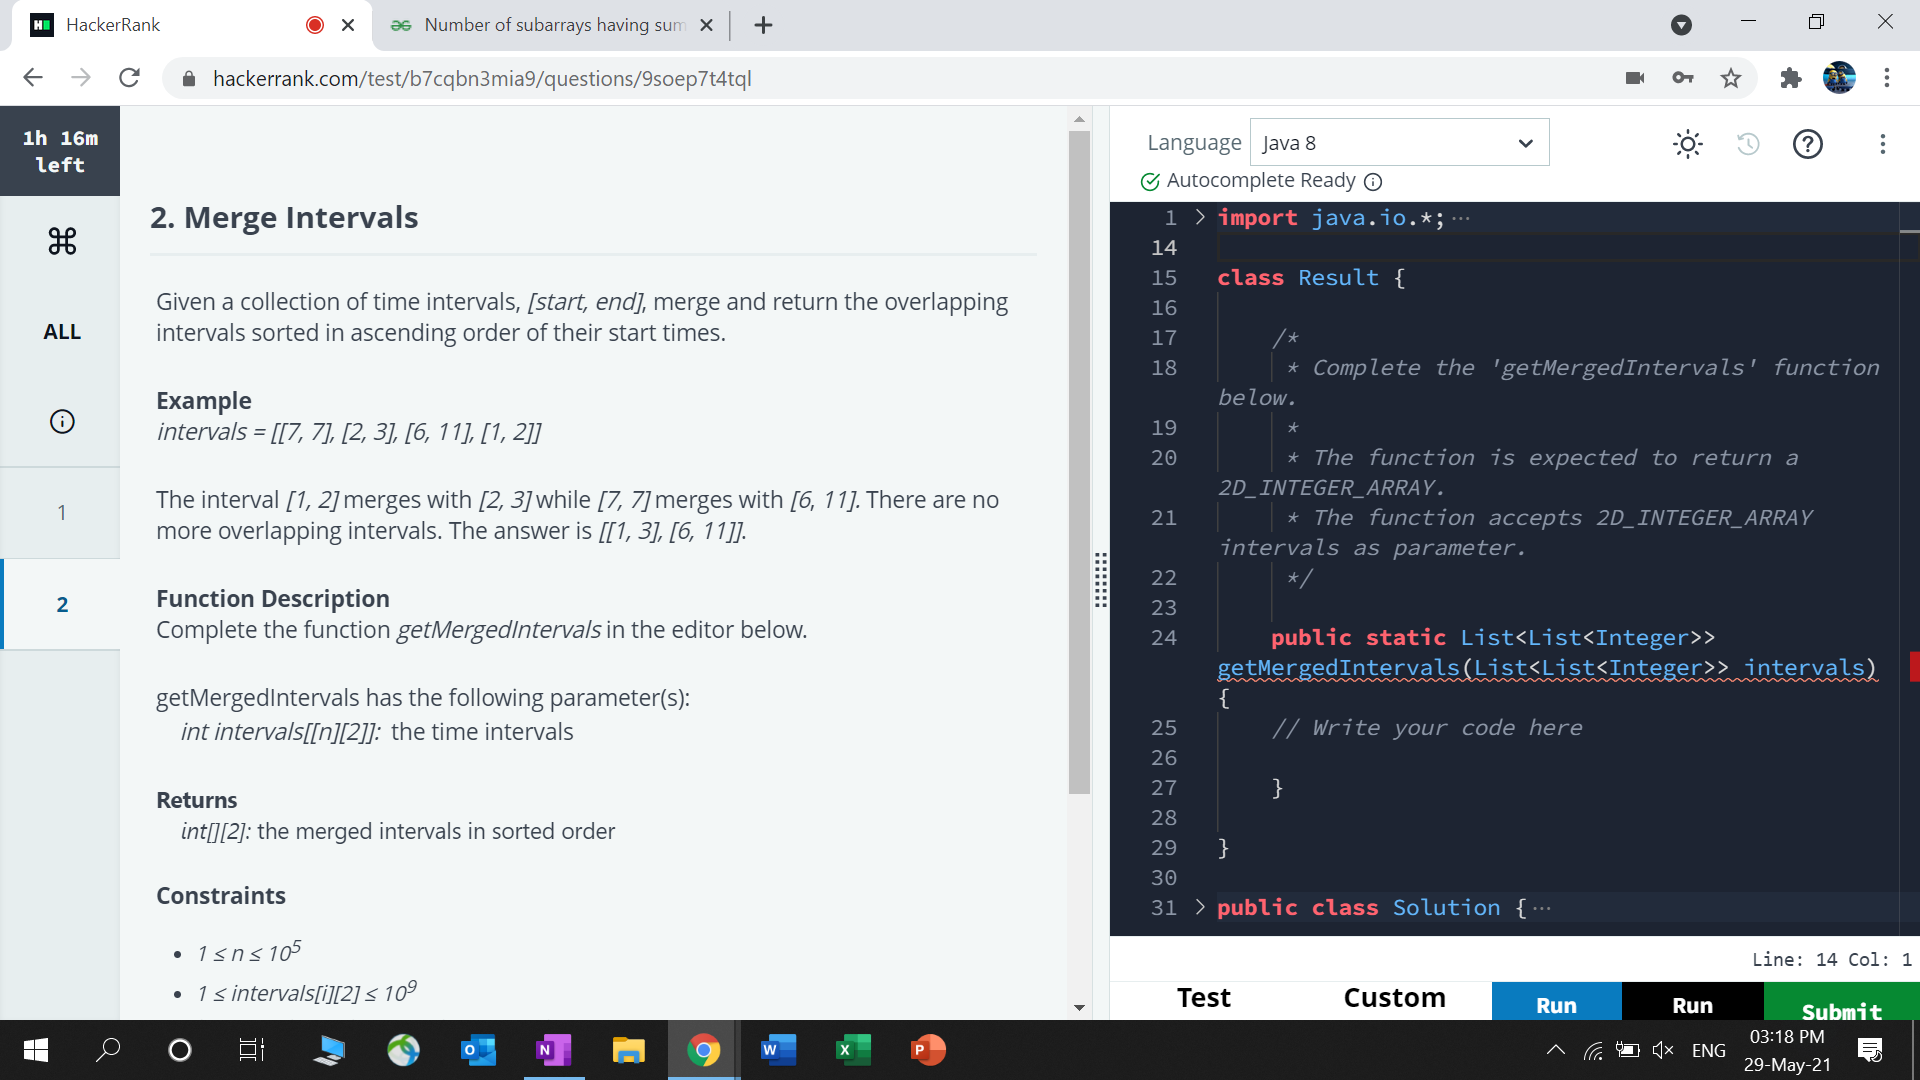 HackerRank
Number of subarrays having sum
hackerrank.com/test/b7cqbn3mia9/questions/9soep7t4tql
1h 16m
left
ALL
1
2
2. Merge Intervals
Given a collection of time intervals, [start, end], merge and return the overlapping
intervals sorted in ascending order of their start times.
Example
intervals = [[7, 7], [2, 3], [6, 11], [1, 2]]
The interval [1, 2] merges with [2, 3] while [7, 7] merges with [6, 11]. There are no
more overlapping intervals. The answer is [[1, 3], [6, 11]].
Function Description
Complete the function getMergedIntervals in the editor below.
getMergedIntervals has the following parameter(s):
int intervals[[n][2]]: the time intervals
Returns
int[][2]: the merged intervals in sorted order
Constraints
• 1 ≤ n ≤ 10⁵
• 1 ≤ intervals[i][2] ≤ 10⁹
Language Java 8
Autocomplete Ready
1 > import java.io.*;···
14
15 class Result {
16
17 /*
18 * Complete the 'getMergedIntervals' function
below.
19 *
20 * The function is expected to return a
2D_INTEGER_ARRAY.
21 * The function accepts 2D_INTEGER_ARRAY
intervals as parameter.
22 */
23
24 public static List<List<Integer>>
getMergedIntervals(List<List<Integer>> intervals)
{
25 // Write your code here
26
27 }
28
29 }
30
31 > public class Solution {···
Line: 14 Col: 1
Test Custom Run Run Submit
ENG
03:18 PM
29-May-21